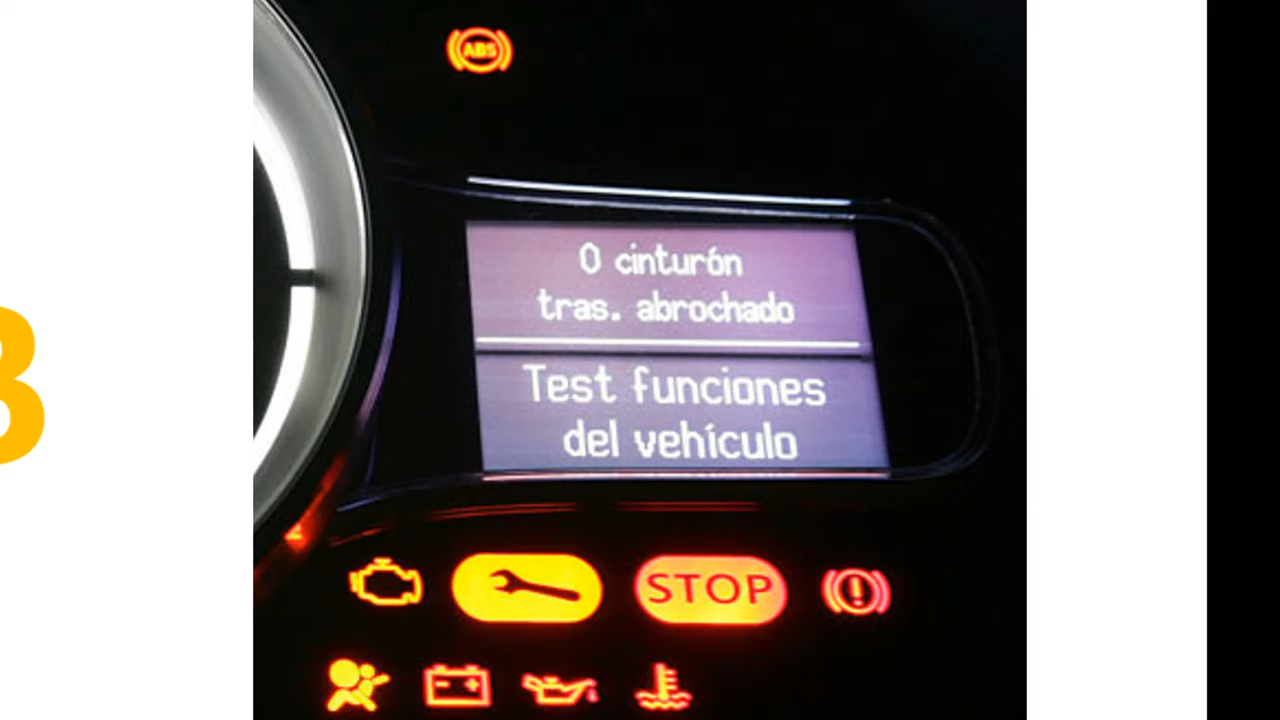 ABS
0 cinturón
tras. abrochado
Test funciones
del vehículo
STOP